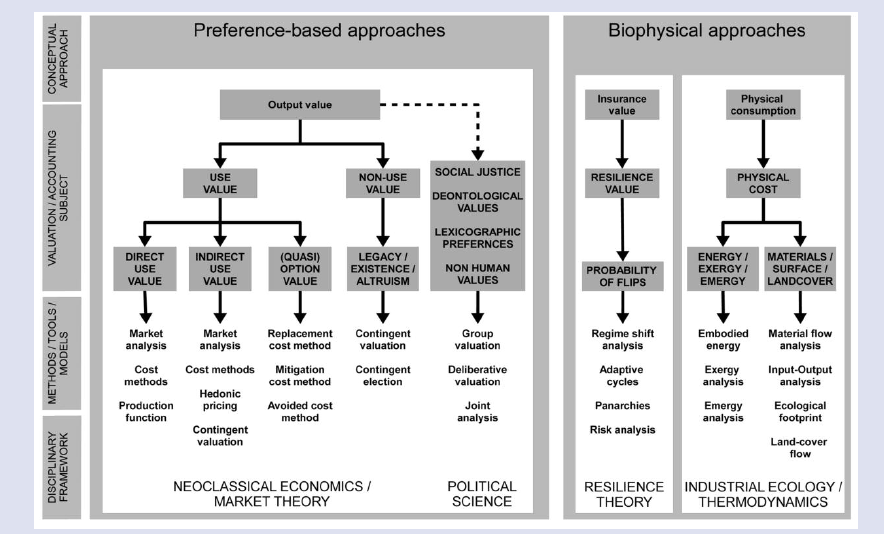 CONCEPTUAL
APPROACH
Preference-based approaches
Biophysical approaches
VALUATION / ACCOUNTING
SUBJECT
Output value
USE
VALUE
NON-USE
VALUE
DIRECT
USE
VALUE
INDIRECT
USE
VALUE
(QUASI)
OPTION
VALUE
LEGACY /
EXISTENCE /
ALTRUISM
SOCIAL JUSTICE
DEONTOLOGICAL
VALUES
LEXICOGRAPHIC
PREFERNCES
NON HUMAN
VALUES
Insurance
value
RESILIENCE
VALUE
PROBABILITY
OF FLIPS
Physical
consumption
PHYSICAL
COST
ENERGY /
EXERGY /
EMERGY
MATERIALS /
SURFACE /
LANDCOVER
METHODS / TOOLS /
MODELS
Market
analysis
Cost
methods
Production
function
Market
analysis
Cost methods
Hedonic
pricing
Contingent
valuation
Replacement
cost method
Mitigation
cost method
Avoided cost
method
Contingent
valuation
Contingent
election
Group
valuation
Deliberative
valuation
Joint
analysis
Regime shift
analysis
Adaptive
cycles
Panarchies
Risk analysis
Embodied
energy
Exergy
analysis
Emergy
analysis
Material flow
analysis
Input-Output
analysis
Ecological
footprint
Land-cover
flow
DISCIPLINARY
FRAMEWORK
NEOCLASSICAL ECONOMICS /
MARKET THEORY
POLITICAL
SCIENCE
RESILIENCE
THEORY
INDUSTRIAL ECOLOGY /
THERMODYNAMICS